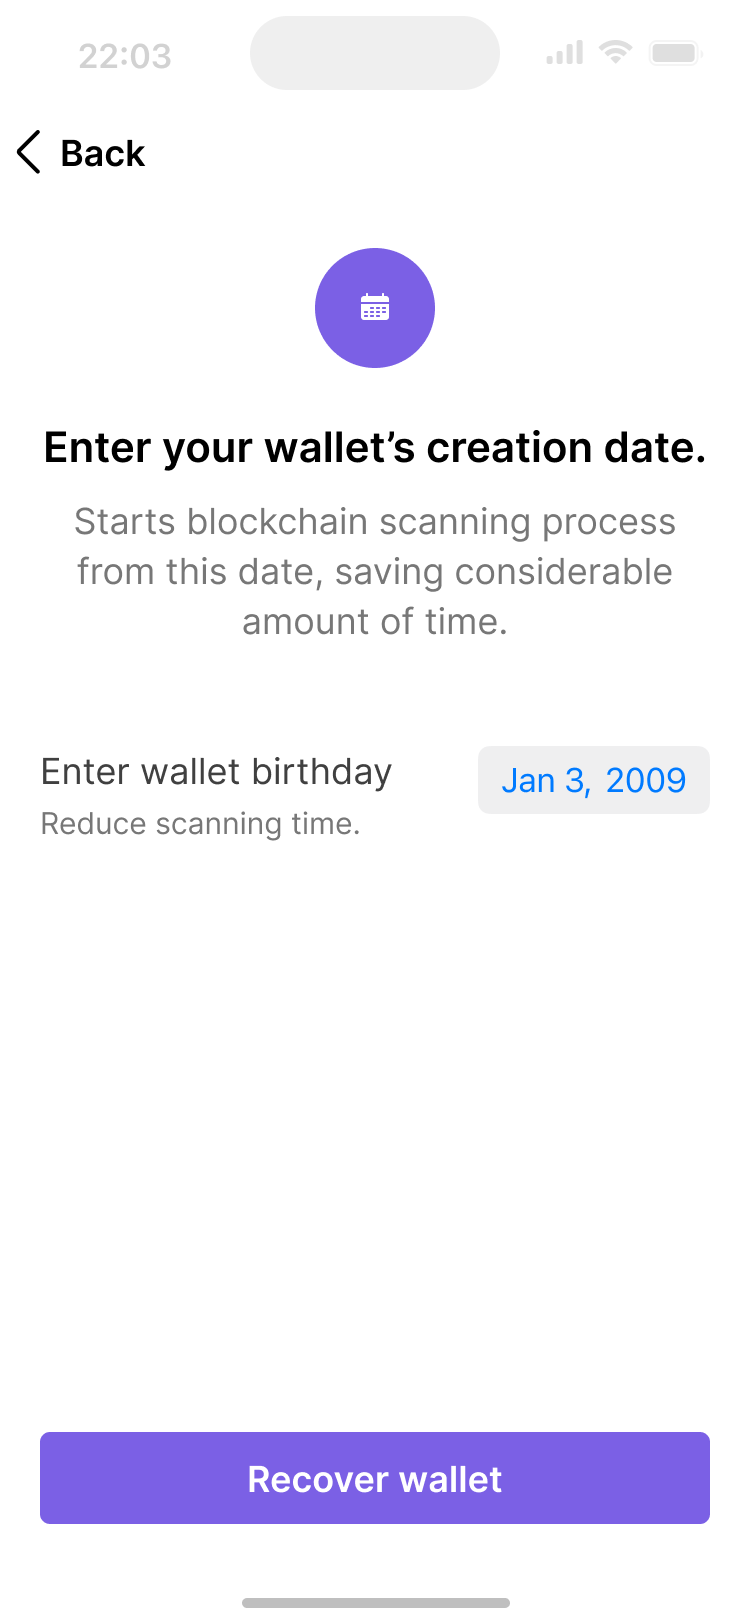 22:03
Back
Enter your wallet’s creation date.
Starts blockchain scanning process
from this date, saving considerable
amount of time.
Enter wallet birthday
Jan 3, 2009
Reduce scanning time.
Recover wallet